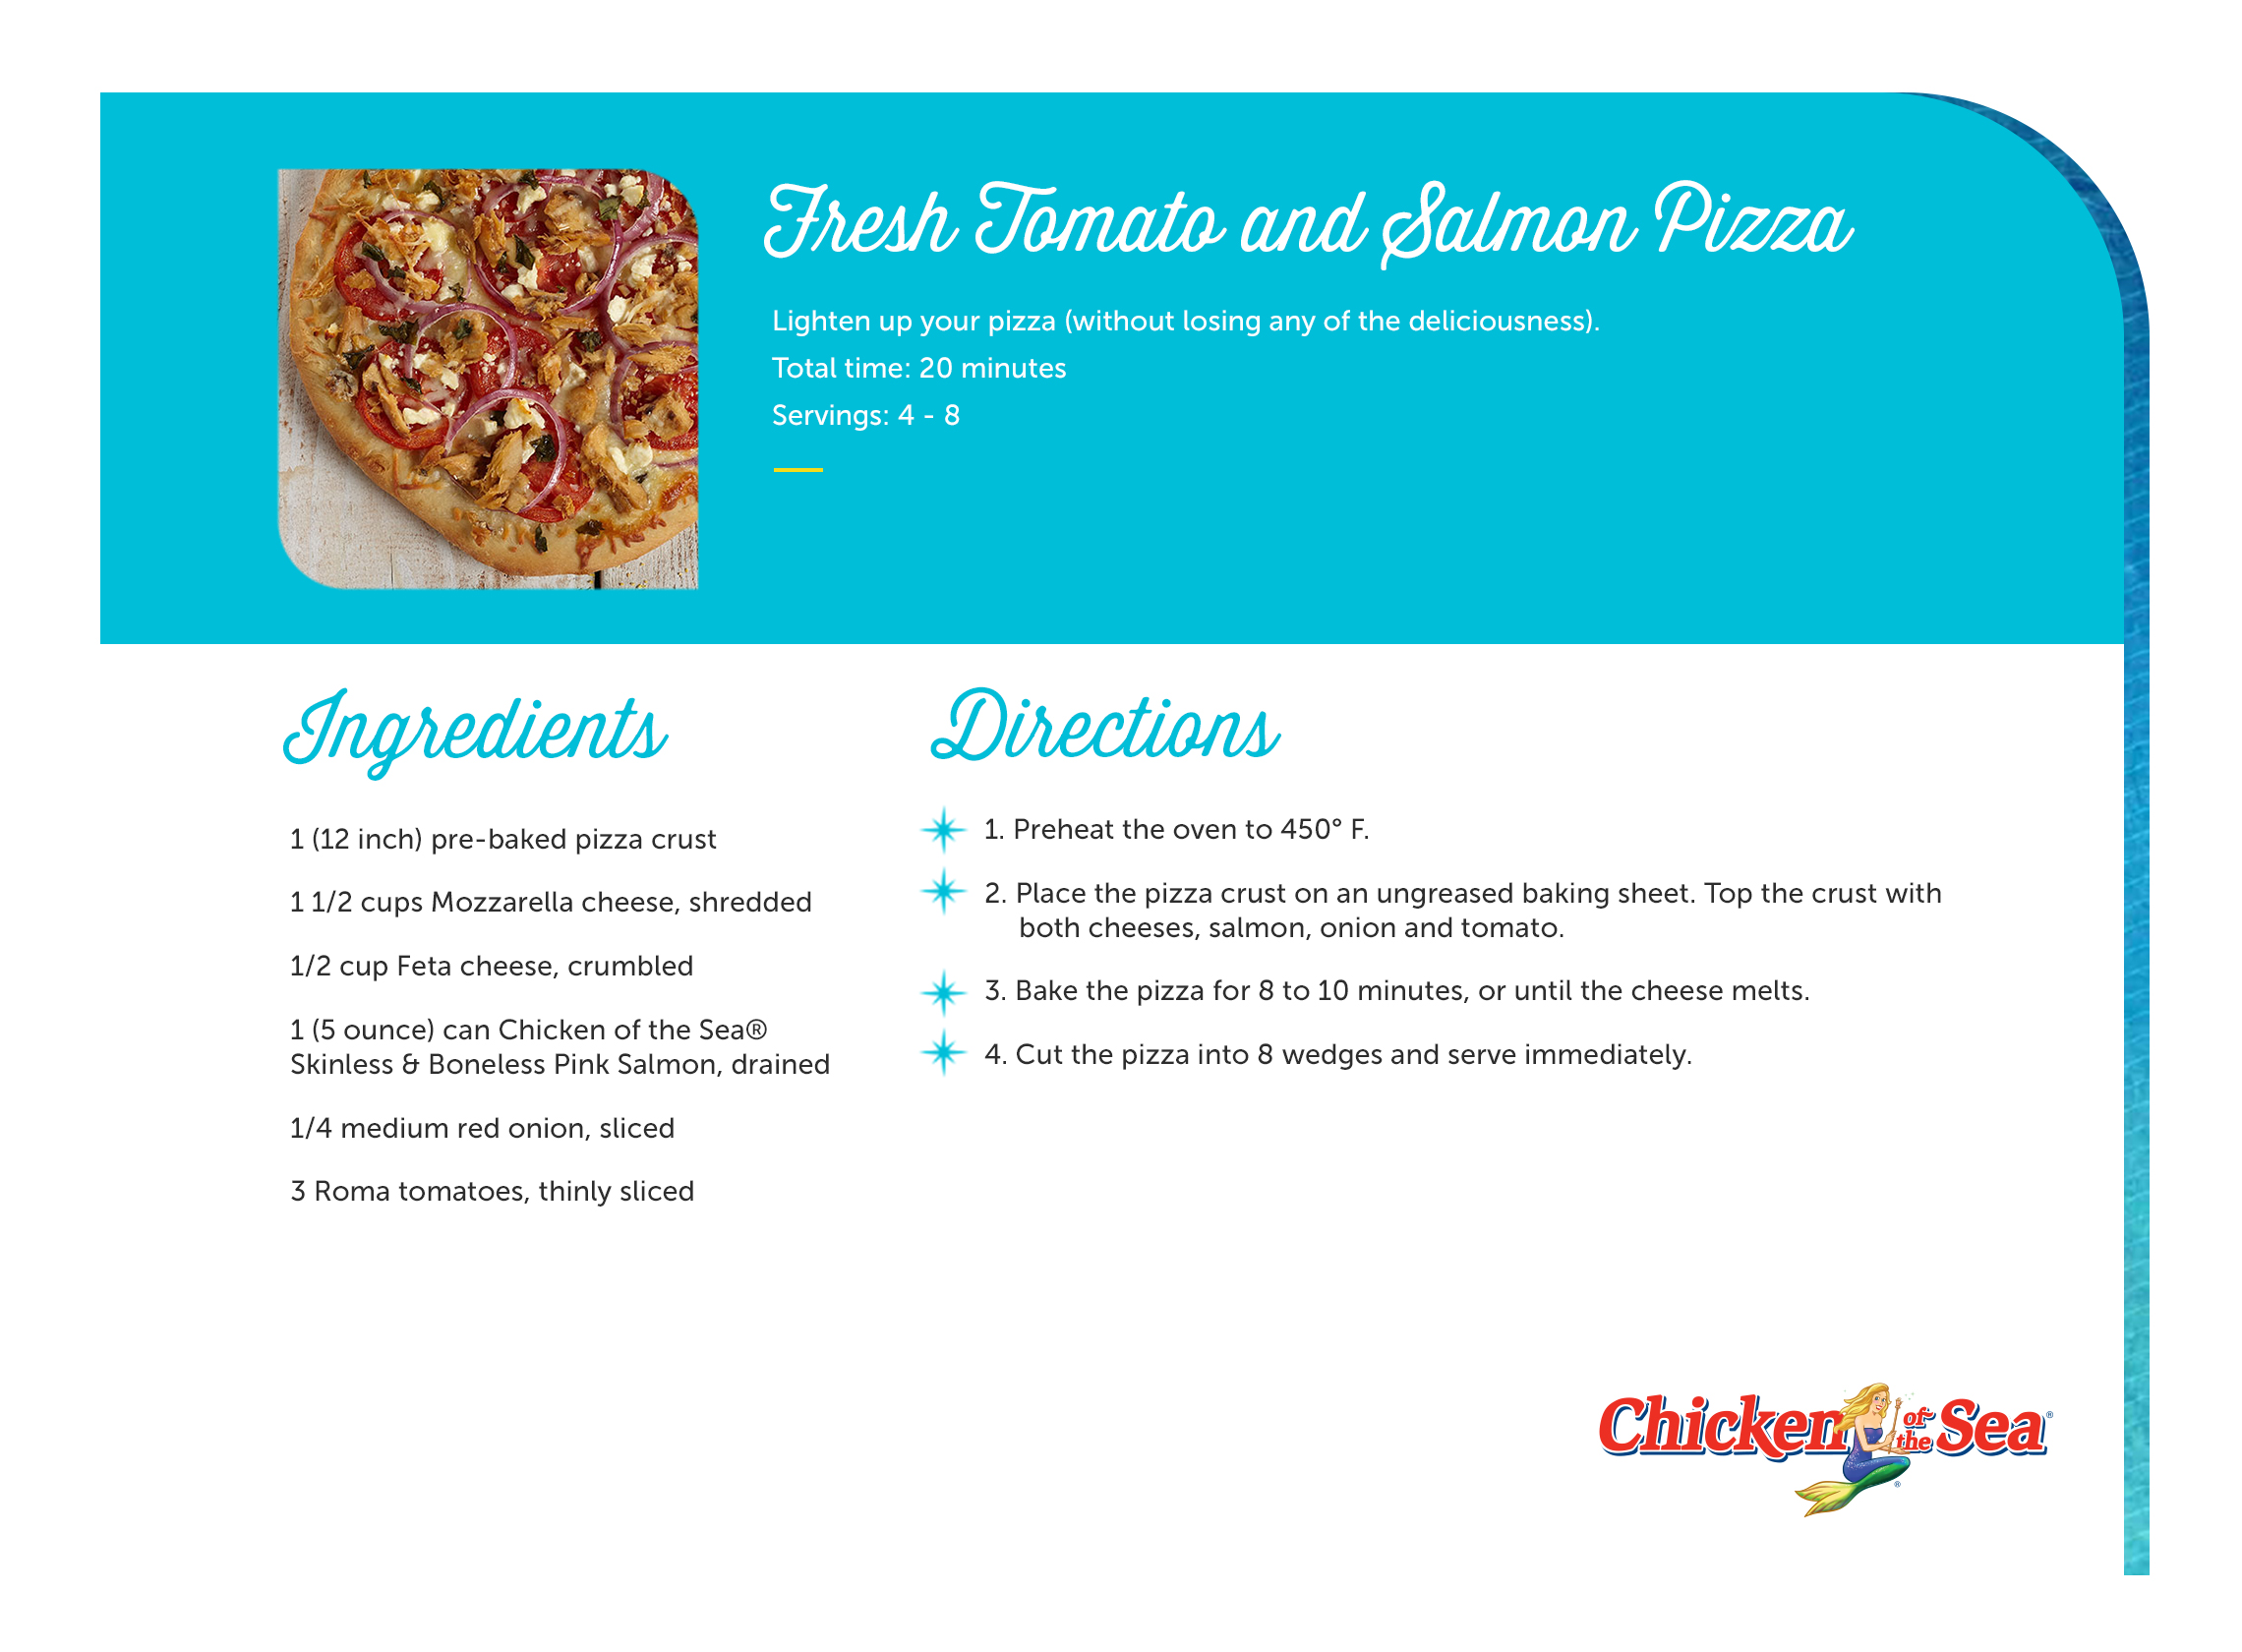 Fresh Tomato and Salmon Pizza
Lighten up your pizza (without losing any of the deliciousness).
Total time: 20 minutes
Servings: 4 - 8
Ingredients
1 (12 inch) pre-baked pizza crust
1 1/2 cups Mozzarella cheese, shredded
1/2 cup Feta cheese, crumbled
1 (5 ounce) can Chicken of the Sea®
Skinless & Boneless Pink Salmon, drained
1/4 medium red onion, sliced
3 Roma tomatoes, thinly sliced
Directions
1. Preheat the oven to 450° F.
2. Place the pizza crust on an ungreased baking sheet. Top the crust with
both cheeses, salmon, onion and tomato.
3. Bake the pizza for 8 to 10 minutes, or until the cheese melts.
4. Cut the pizza into 8 wedges and serve immediately.
Chicken of the Sea®
®